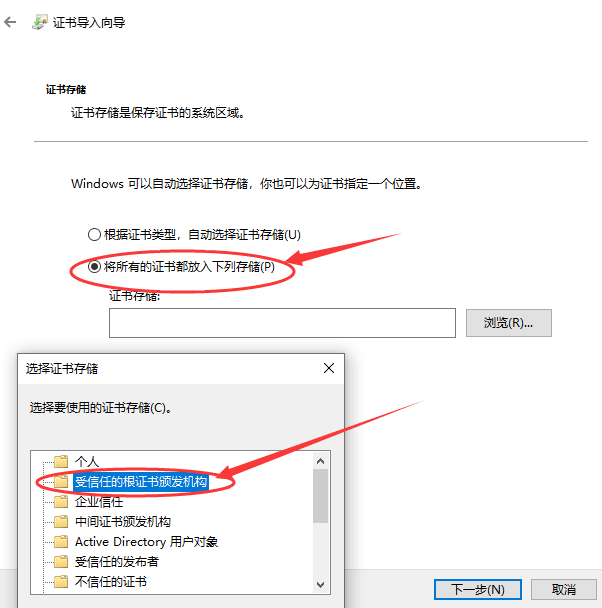 证书导入向导
证书存储
证书存储是保存证书的系统区域。
Windows 可以自动选择证书存储，你也可以为证书指定一个位置。
根据证书类型，自动选择证书存储(U)
将所有的证书都放入下列存储(P)
证书存储:
浏览(R)...
选择证书存储
选择要使用的证书存储(C)。
个人
受信任的根证书颁发机构
企业信任
中间证书颁发机构
Active Directory 用户对象
受信任的发布者
不信任的证书
下一步(N)
取消